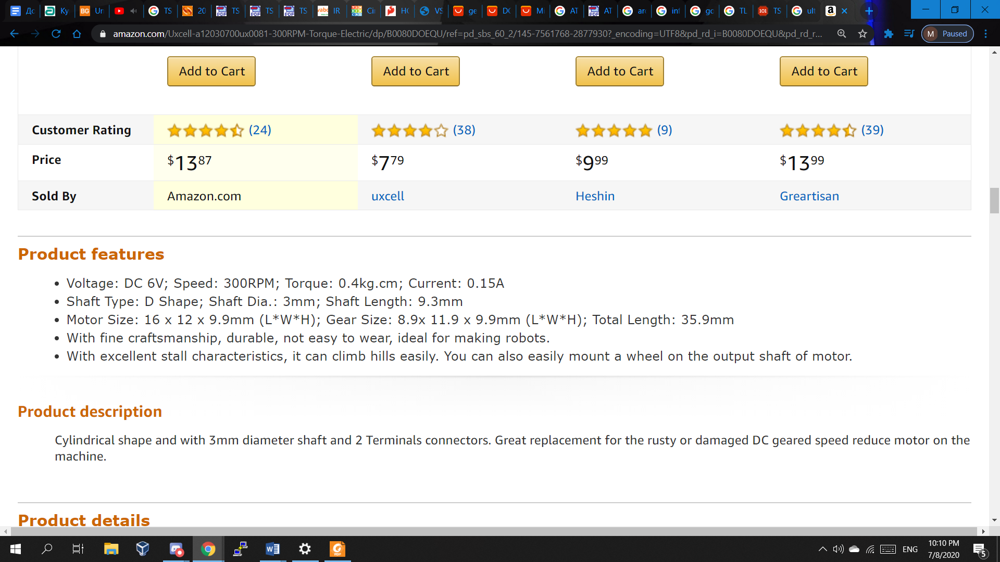 До
Ky
Un
TS
20
TS
TS
TS
IR
Cir
HC
VS
ge
DC
Mi
AT
AT
ar
int
gc
TL
TS
ult
amazon.com/Uxcell-a12030700ux0081-300RPM-Torque-Electric/dp/B0080DOEQU/ref=pd_sbs_60_2/145-7561768-2877930?_encoding=UTF8&pd_rd_i=B0080DOEQU&pd_rd_r...
M Paused
Add to Cart Add to Cart Add to Cart Add to Cart
Customer Rating (24) (38) (9) (39)
Price $13 87 $7 79 $9 99 $13 99
Sold By Amazon.com uxcell Heshin Greartisan
Product features
• Voltage: DC 6V; Speed: 300RPM; Torque: 0.4kg.cm; Current: 0.15A
• Shaft Type: D Shape; Shaft Dia.: 3mm; Shaft Length: 9.3mm
• Motor Size: 16 x 12 x 9.9mm (L*W*H); Gear Size: 8.9x 11.9 x 9.9mm (L*W*H); Total Length: 35.9mm
• With fine craftsmanship, durable, not easy to wear, ideal for making robots.
• With excellent stall characteristics, it can climb hills easily. You can also easily mount a wheel on the output shaft of motor.
Product description
Cylindrical shape and with 3mm diameter shaft and 2 Terminals connectors. Great replacement for the rusty or damaged DC geared speed reduce motor on the
machine.
Product details
ENG
10:10 PM
7/8/2020
5